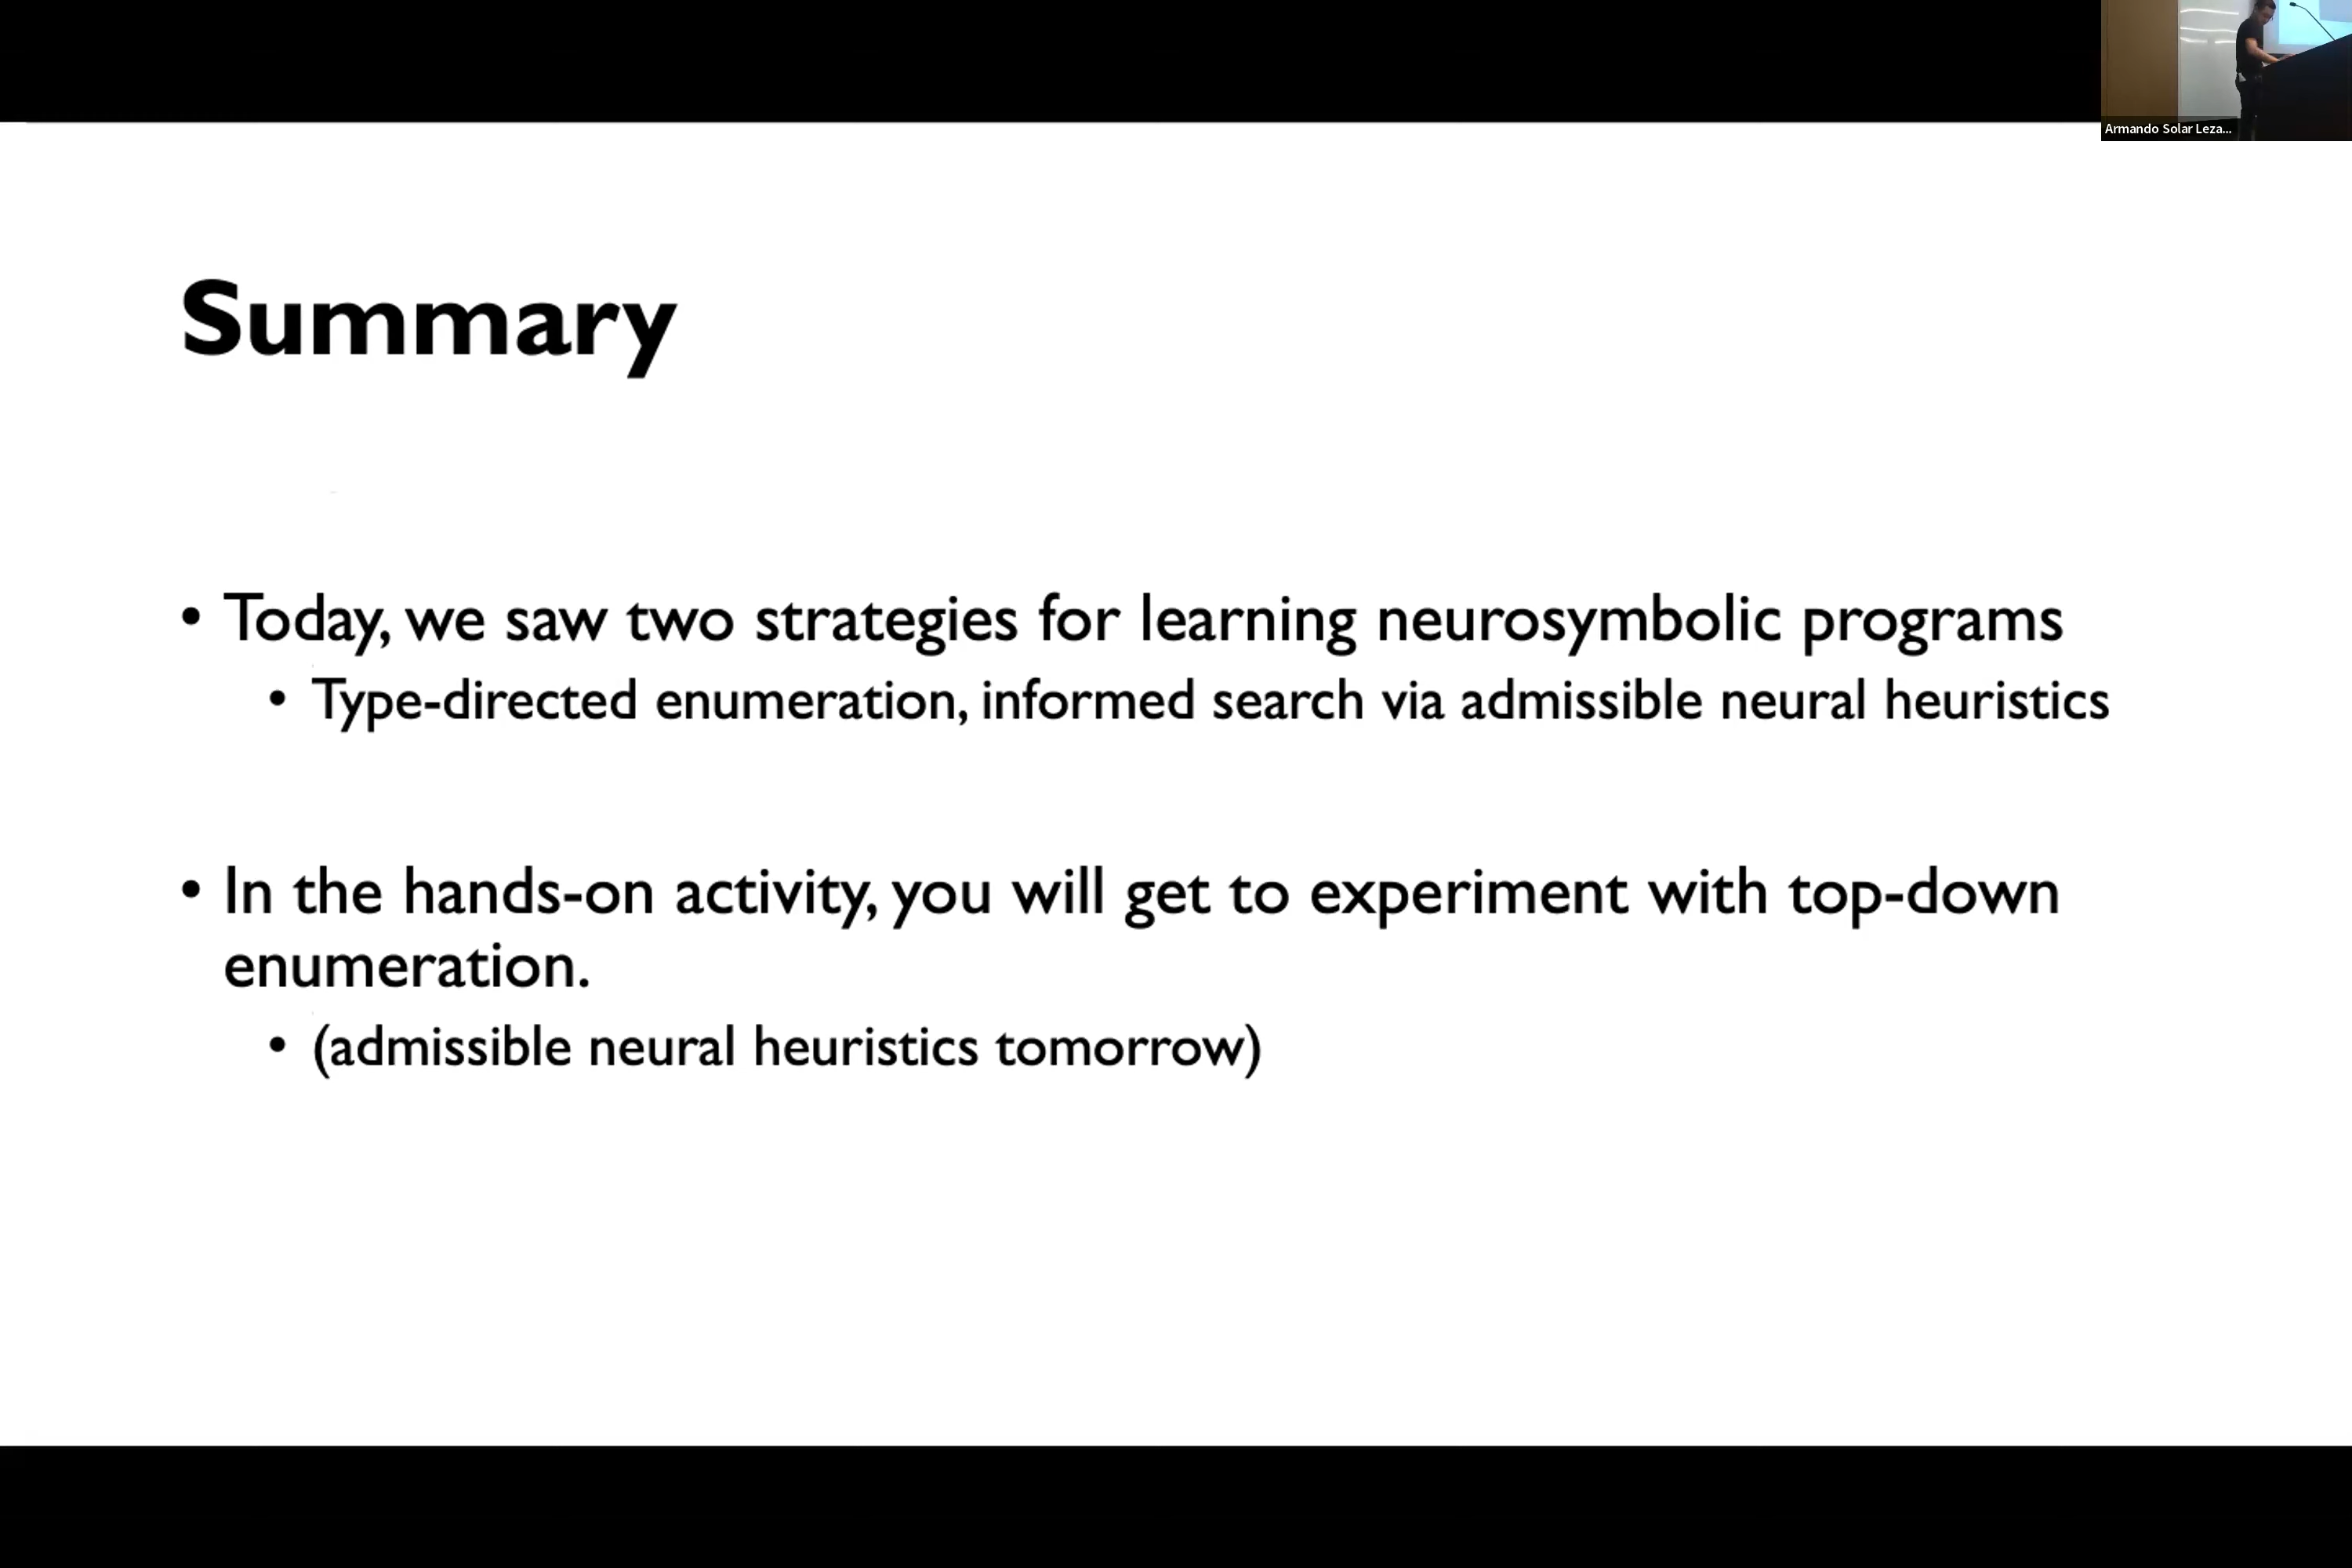 Armando Solar Leza...
Summary
• Today, we saw two strategies for learning neurosymbolic programs
• Type-directed enumeration, informed search via admissible neural heuristics
• In the hands-on activity, you will get to experiment with top-down
enumeration.
• (admissible neural heuristics tomorrow)